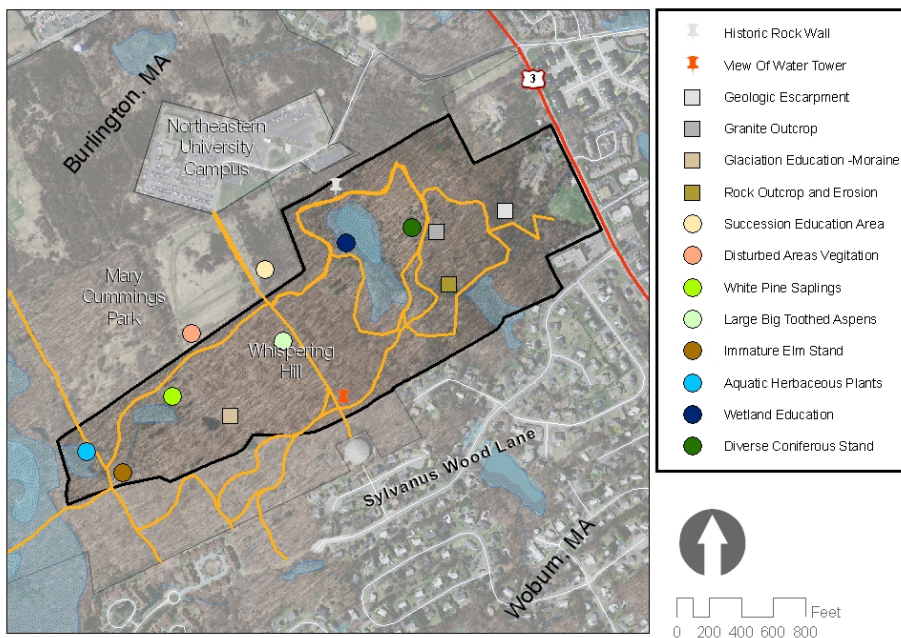 Burlington, MA
Northeastern
University
Campus
3
Mary
Cummings
Park
Whispering
Hill
Sylvanus Wood Lane
Woburn, MA
Historic Rock Wall
View Of Water Tower
Geologic Escarpment
Granite Outcrop
Glaciation Education -Moraine
Rock Outcrop and Erosion
Succession Education Area
Disturbed Areas Vegitation
White Pine Saplings
Large Big Toothed Aspens
Immature Elm Stand
Aquatic Herbaceous Plants
Wetland Education
Diverse Coniferous Stand
Feet
0 200 400 600 800